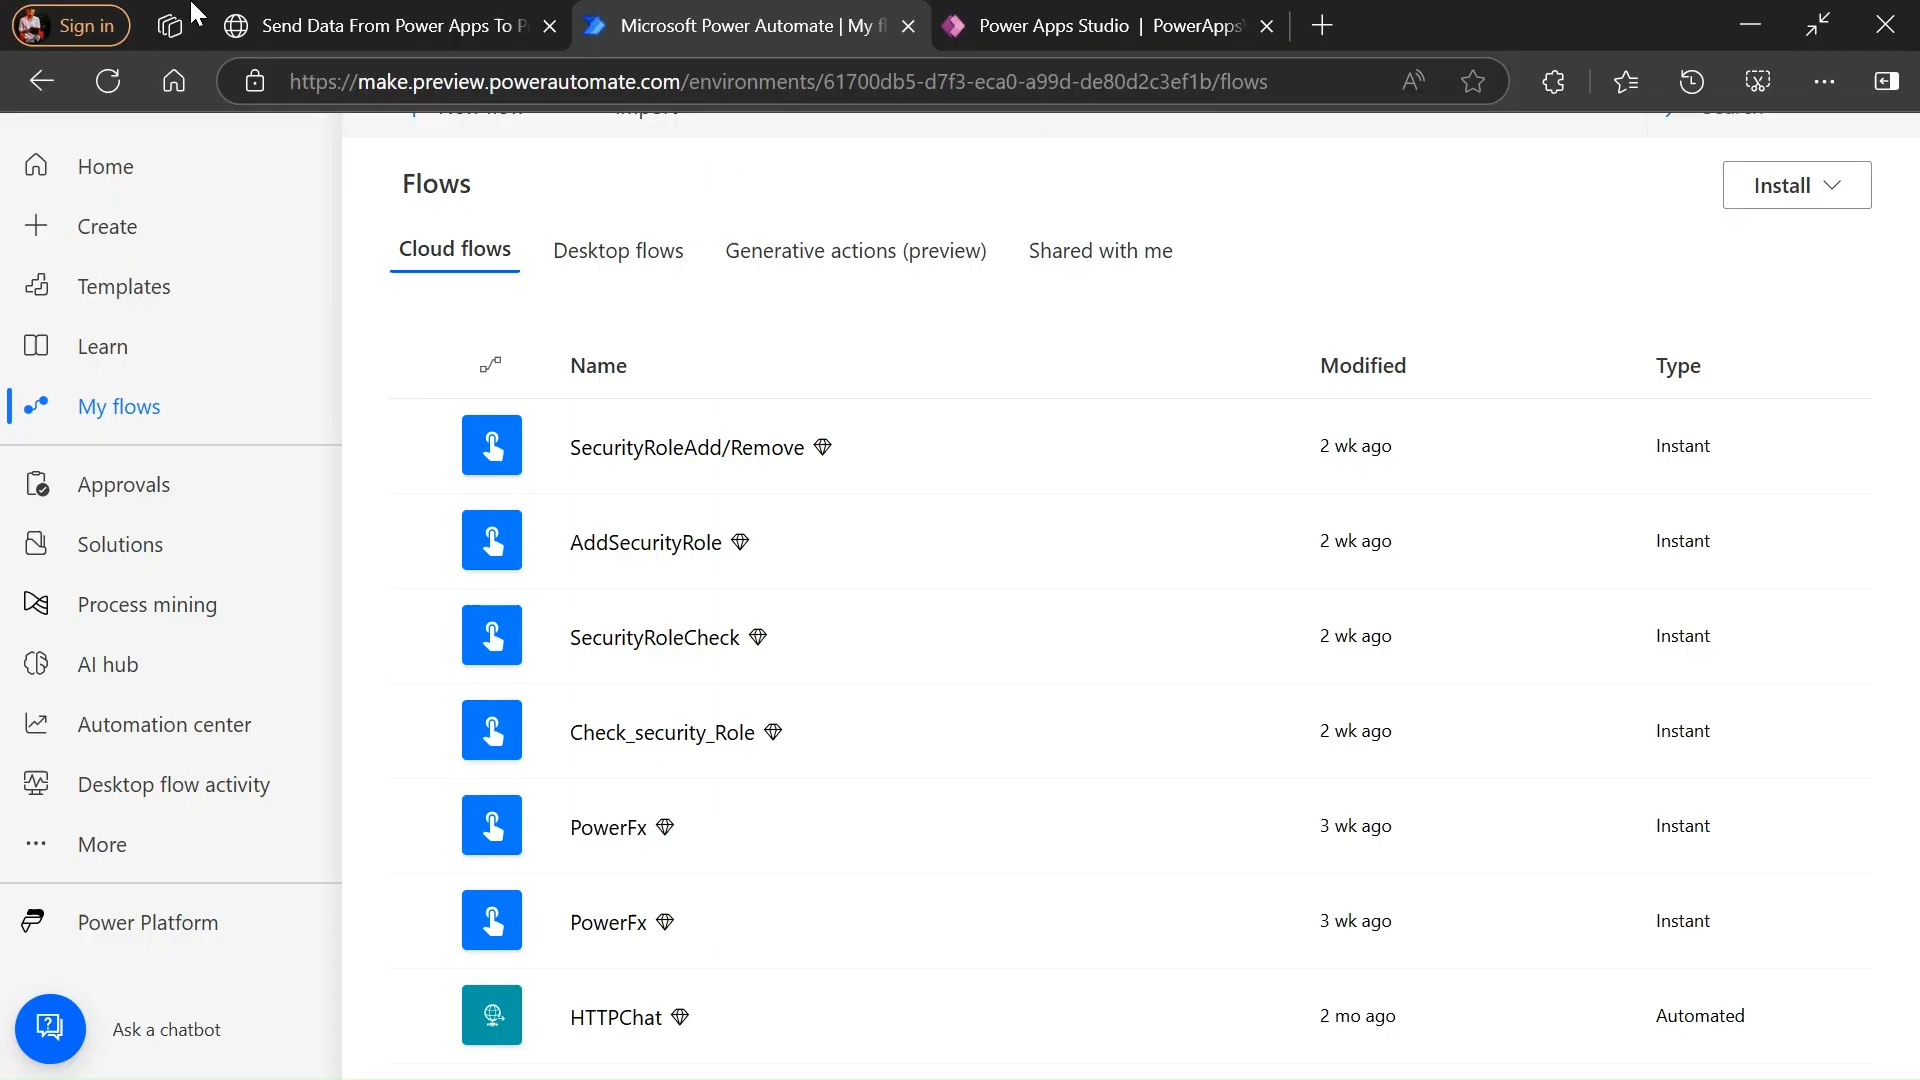 Sign in
Send Data From Power Apps To P
Microsoft Power Automate | My fl
Power Apps Studio | PowerApps
https://make.preview.powerautomate.com/environments/61700db5-d7f3-eca0-a99d-de80d2c3ef1b/flows
Home
Create
Templates
Learn
My flows
Approvals
Solutions
Process mining
AI hub
Automation center
Desktop flow activity
More
Power Platform
Ask a chatbot
Flows
Install
Cloud flows Desktop flows Generative actions (preview) Shared with me
Name Modified Type
SecurityRoleAdd/Remove 2 wk ago Instant
AddSecurityRole 2 wk ago Instant
SecurityRoleCheck 2 wk ago Instant
Check_security_Role 2 wk ago Instant
PowerFx 3 wk ago Instant
PowerFx 3 wk ago Instant
HTTPChat 2 mo ago Automated